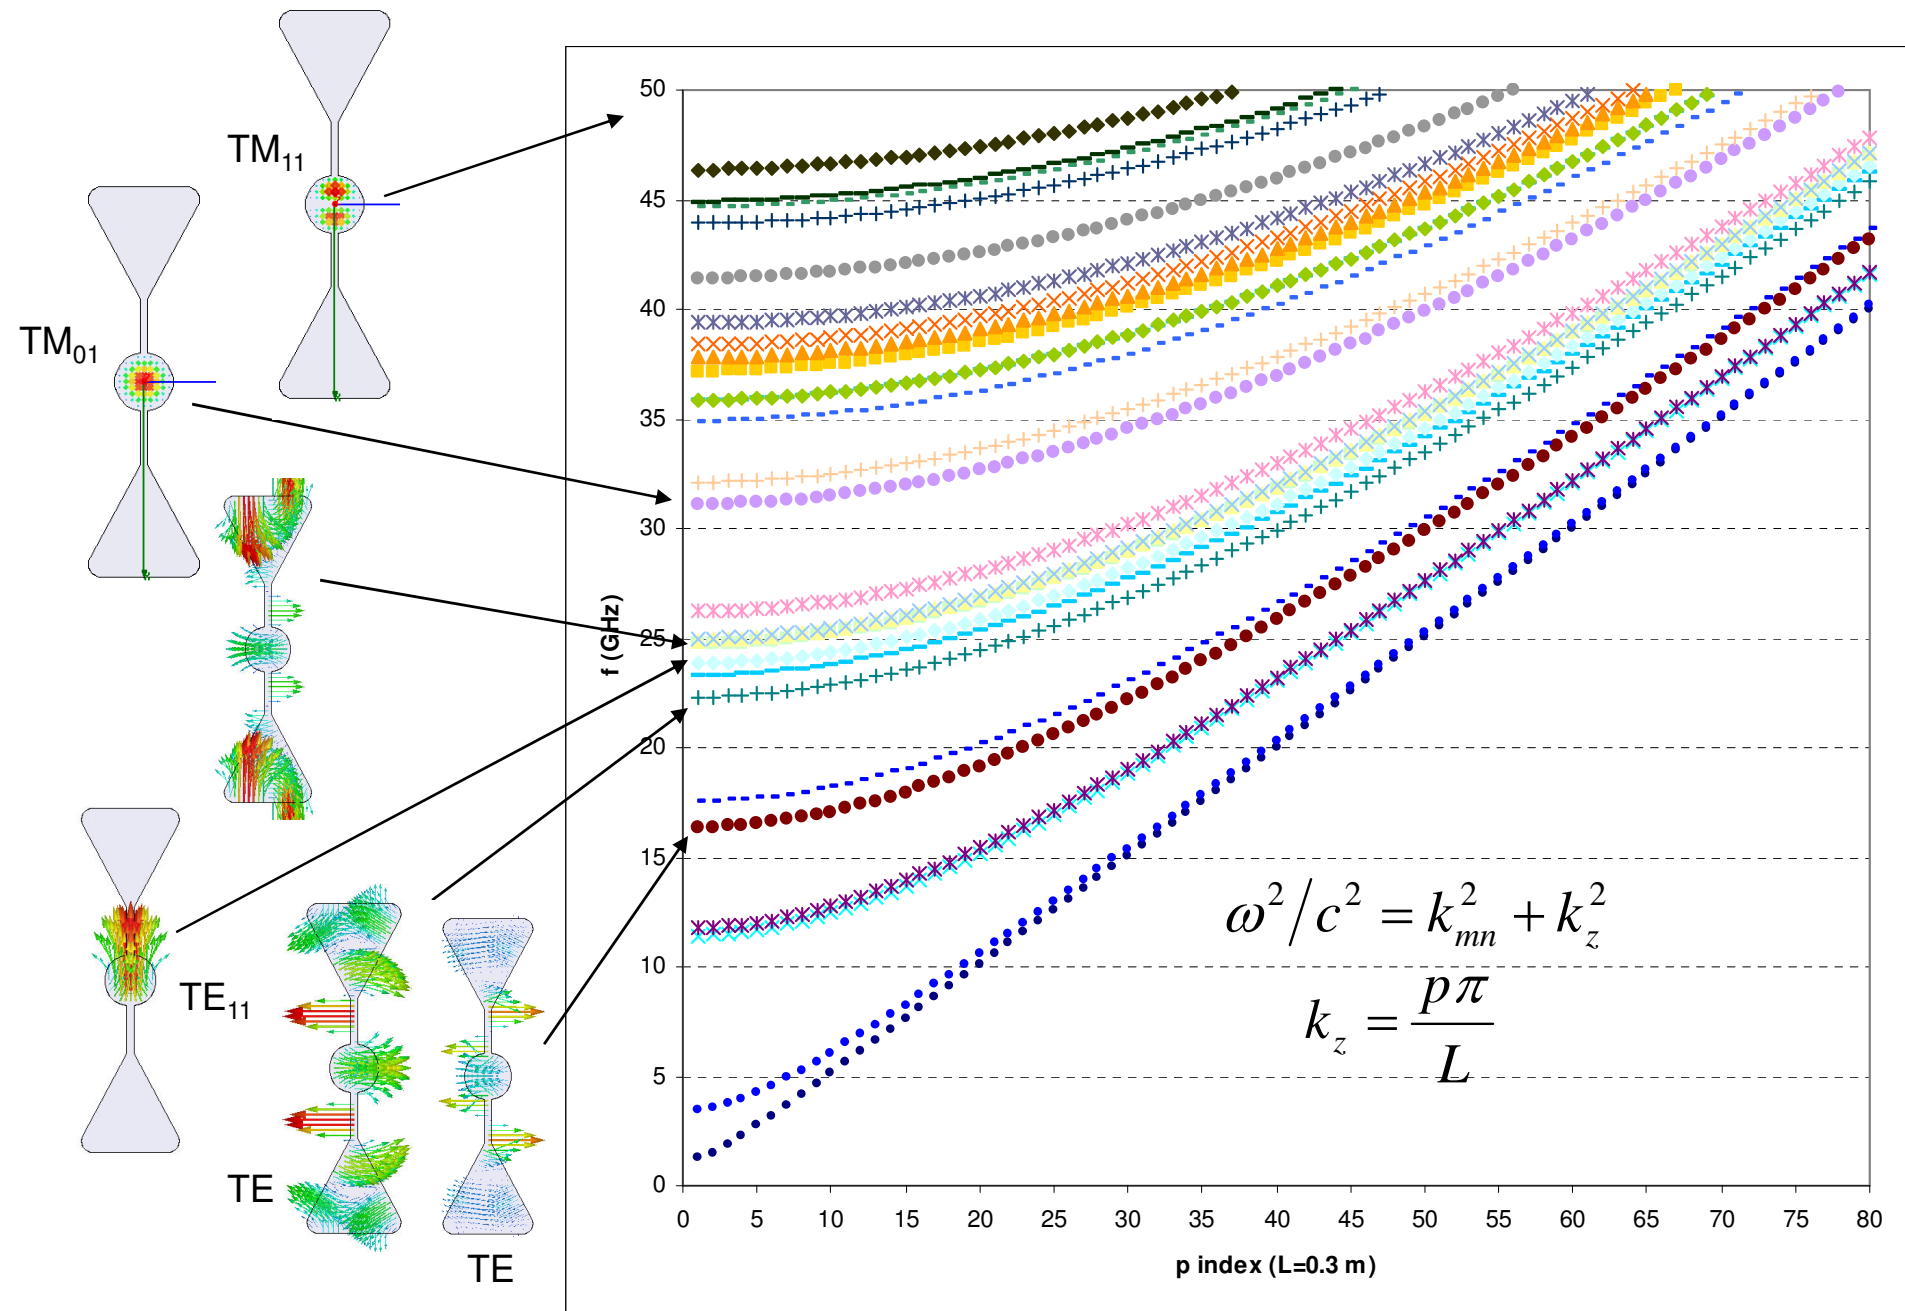 TM11
TM01
TE11
TE
TE
f (GHz)
50
45
40
35
30
25
20
15
10
5
0
ω²/c² = k²mn + k²z
kz = pπ/L
0 5 10 15 20 25 30 35 40 45 50 55 60 65 70 75 80
p index (L=0.3 m)